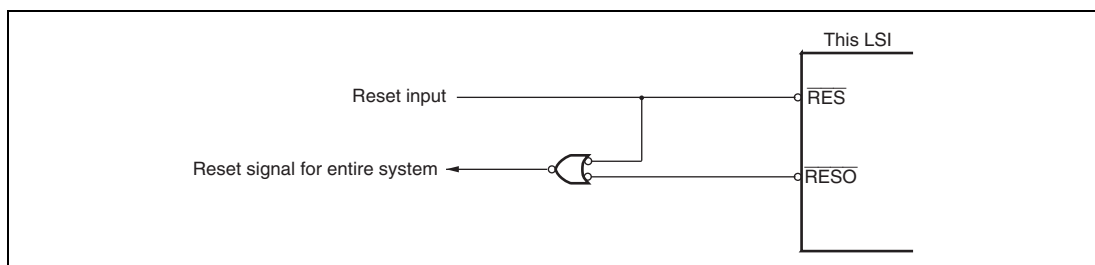 This LSI
Reset input
RES
Reset signal for entire system
RESO